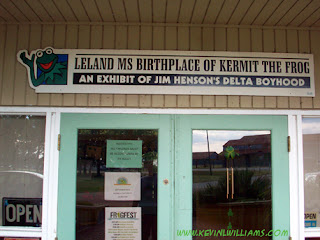 LELAND MS BIRTHPLACE OF KERMIT THE FROG
AN EXHIBIT OF JIM HENSON'S DELTA BOYHOOD
OPEN
FROGFEST
OPEN
WWW.KEVINLWILLIAMS.COM